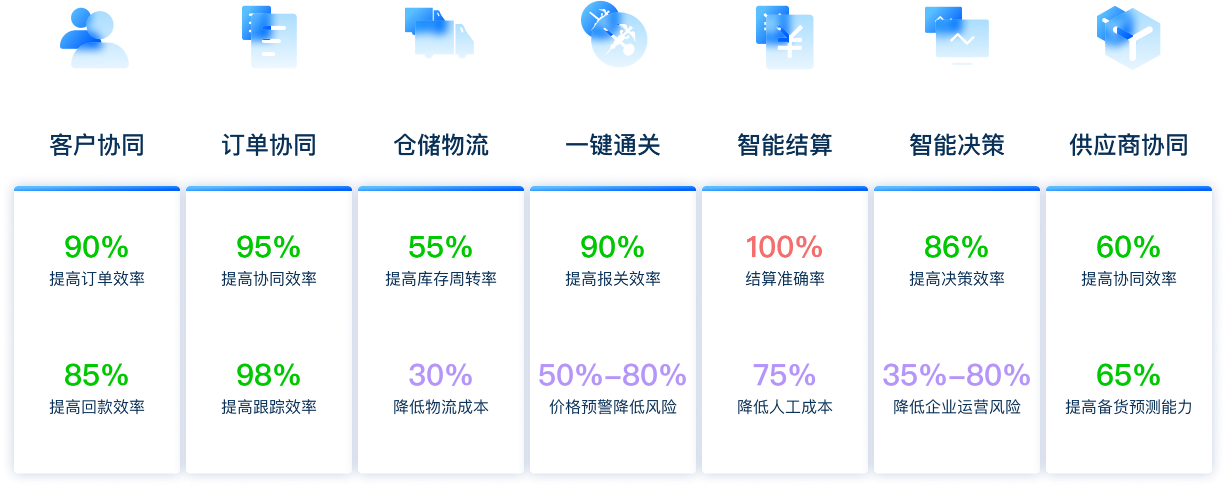 客户协同
订单协同
仓储物流
一键通关
智能结算
智能决策
供应商协同
90%
提高订单效率
95%
提高协同效率
55%
提高库存周转率
90%
提高报关效率
100%
结算准确率
86%
提高决策效率
60%
提高协同效率
85%
提高回款效率
98%
提高跟踪效率
30%
降低物流成本
50%–80%
价格预警降低风险
75%
降低人工成本
35%–80%
降低企业运营风险
65%
提高备货预测能力